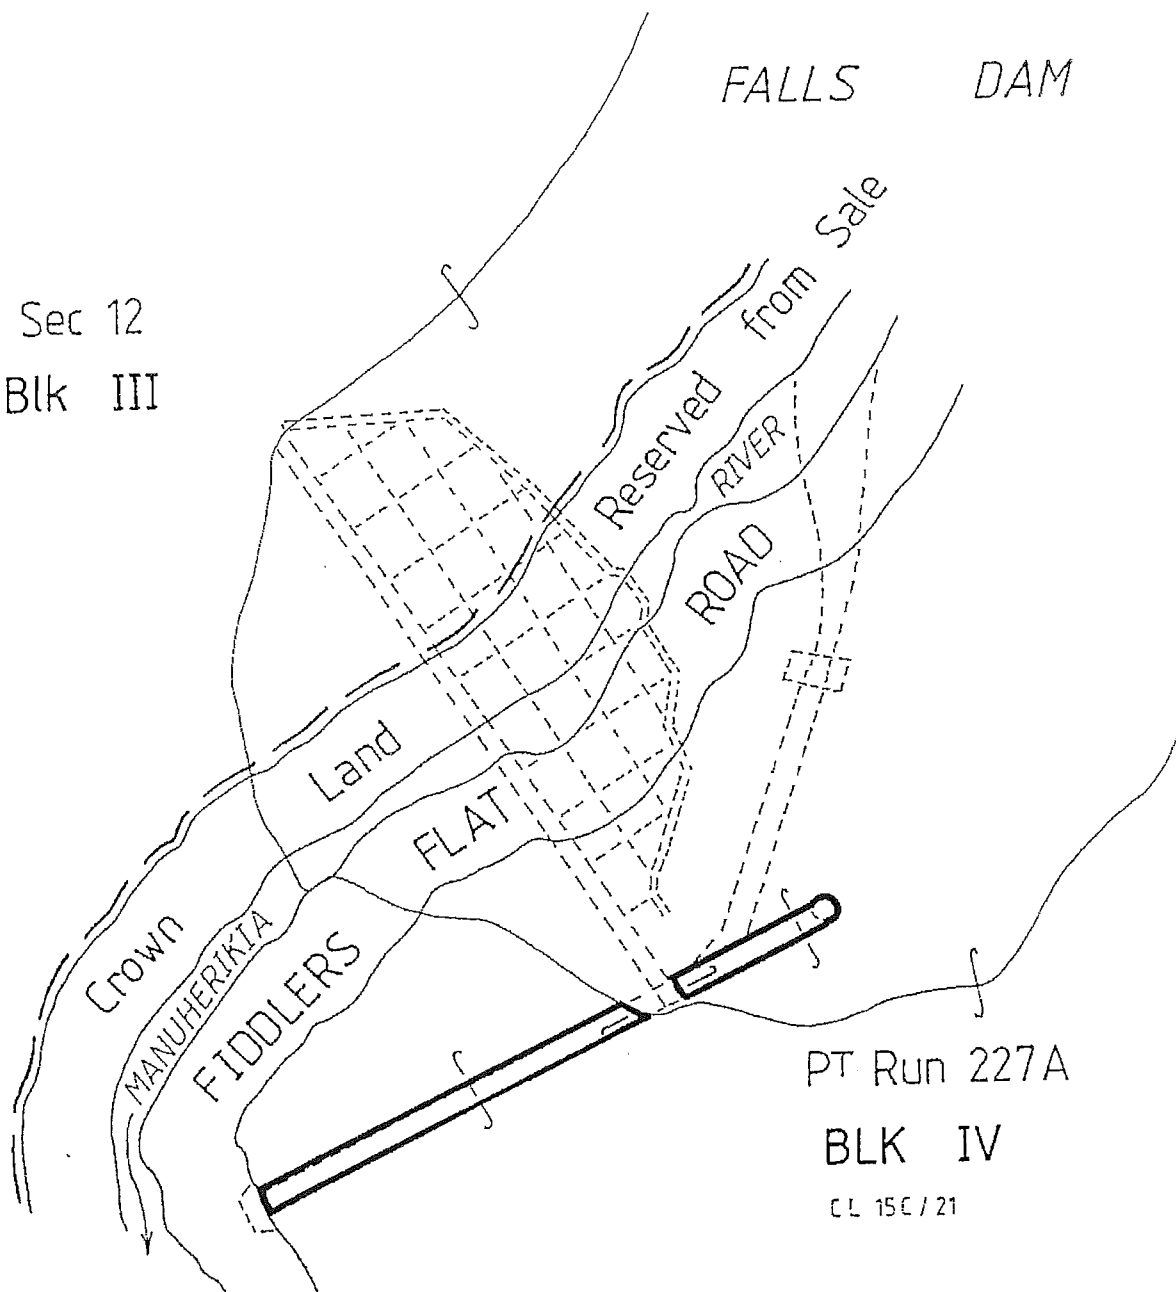 FALLS DAM
Sec 12
Blk III
Crown Land Reserved from Sale
MANUHERIKIA RIVER
FIDDLERS FLAT ROAD
PT Run 227A
BLK IV
CL 15C/21